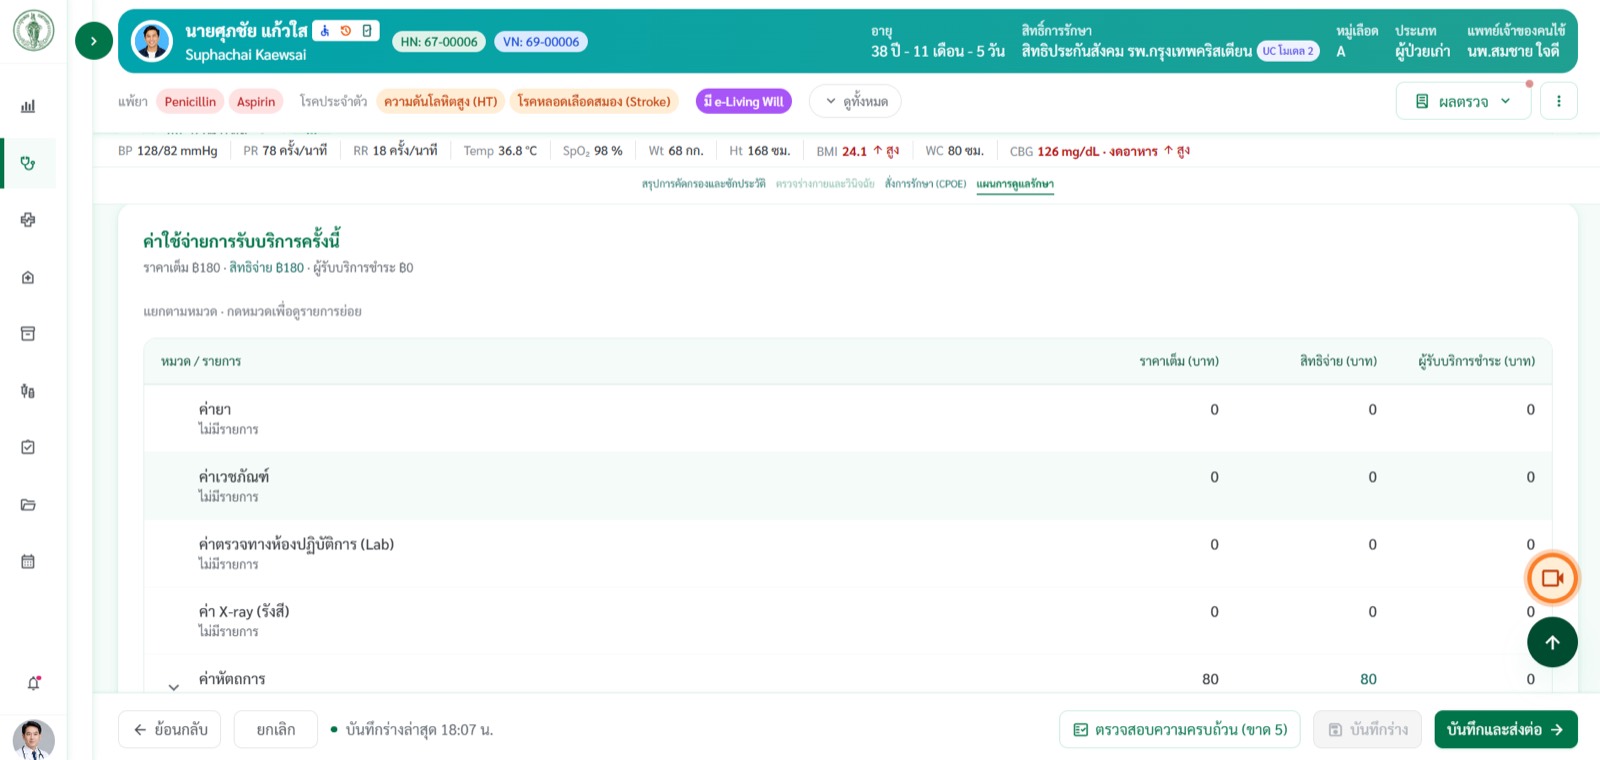 นายศุภชัย แก้วใส
Suphachai Kaewsai
HN: 67-00006
VN: 69-00006
อายุ
38 ปี - 11 เดือน - 5 วัน
สิทธิ์การรักษา
สิทธิประกันสังคม รพ.กรุงเทพคริสเตียน UC โมเดล 2
หมู่เลือด
A
ประเภท
ผู้ป่วยเก่า
แพทย์เจ้าของคนไข้
นพ.สมชาย ใจดี
แพ้ยา Penicillin Aspirin โรคประจำตัว ความดันโลหิตสูง (HT) โรคหลอดเลือดสมอง (Stroke) มี e-Living Will ดูทั้งหมด
ผลตรวจ
BP 128/82 mmHg PR 78 ครั้ง/นาที RR 18 ครั้ง/นาที Temp 36.8 °C SpO₂ 98 % Wt 68 กก. Ht 168 ซม. BMI 24.1 ↑ สูง WC 80 ซม. CBG 126 mg/dL · งดอาหาร ↑ สูง
สรุปการคัดกรองและซักประวัติ ตรวจร่างกายและวินิจฉัย สั่งการรักษา (CPOE) แผนการดูแลรักษา
ค่าใช้จ่ายการรับบริการครั้งนี้
ราคาเต็ม ฿180 · สิทธิจ่าย ฿180 · ผู้รับบริการชำระ ฿0
แยกตามหมวด · กดหมวดเพื่อดูรายการย่อย
หมวด / รายการ ราคาเต็ม (บาท) สิทธิจ่าย (บาท) ผู้รับบริการชำระ (บาท)
ค่ายา 0 0 0
ไม่มีรายการ
ค่าเวชภัณฑ์ 0 0 0
ไม่มีรายการ
ค่าตรวจทางห้องปฏิบัติการ (Lab) 0 0 0
ไม่มีรายการ
ค่า X-ray (รังสี) 0 0 0
ไม่มีรายการ
ค่าหัตถการ 80 80 0
← ย้อนกลับ ยกเลิก • บันทึกร่างล่าสุด 18:07 น. ตรวจสอบความครบถ้วน (ขาด 5) บันทึกร่าง บันทึกและส่งต่อ →